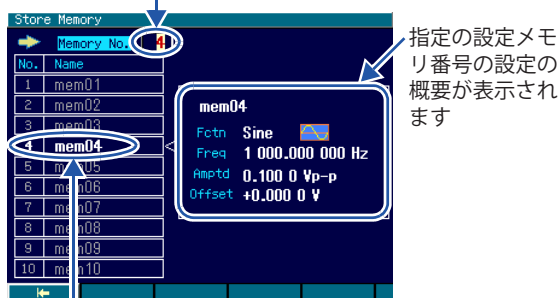 Store Memory
Memory No. 4
No. Name
1 mem01
2 mem02
3 mem03
4 mem04
5 mem05
6 mem06
7 mem07
8 mem08
9 mem09
10 mem10
mem04
Fctn Sine
Freq 1 000.000 000 Hz
Amptd 0.100 0 Vp-p
Offset +0.000 0 V
指定の設定メモ
リ番号の設定の
概要が表示され
ます